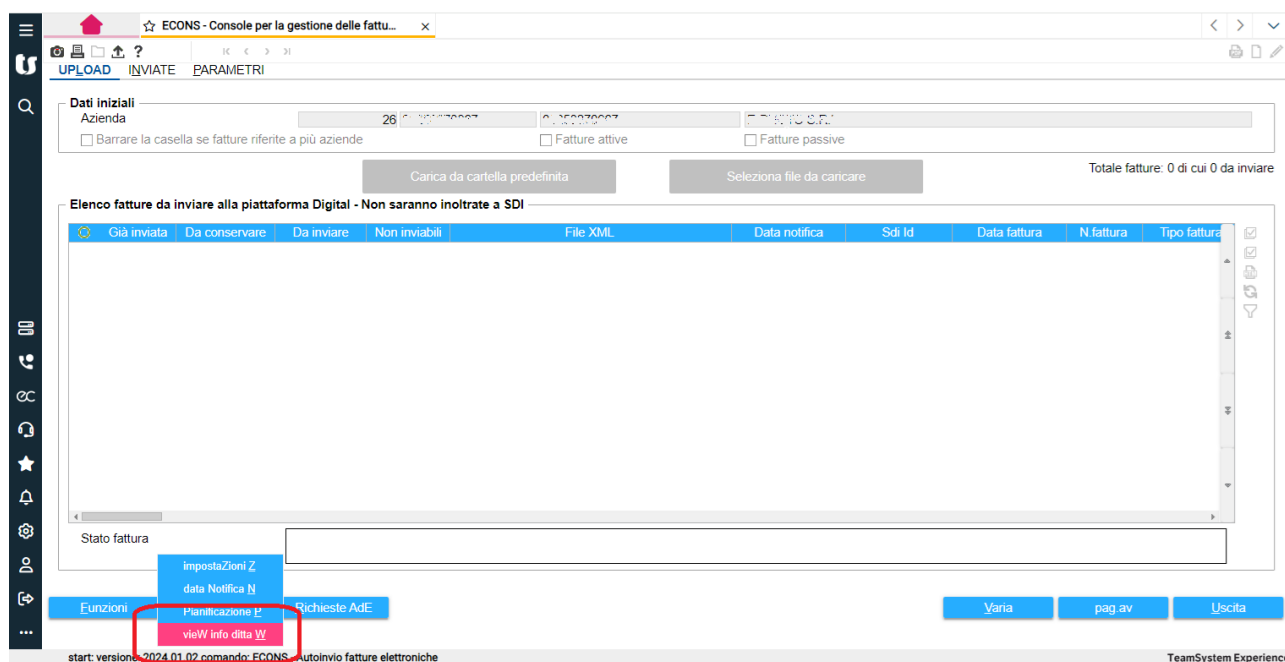 ECONS - Console per la gestione delle fattu...
UPLOAD INVIATE PARAMETRI
Dati iniziali
Azienda 26
Barrare la casella se fatture riferite a più aziende Fatture attive Fatture passive
Carica da cartella predefinita Seleziona file da caricare Totale fatture: 0 di cui 0 da inviare
Elenco fatture da inviare alla piattaforma Digital - Non saranno inoltrate a SDI
Già inviata Da conservare Da inviare Non inviabili File XML Data notifica Sdi Id Data fattura N.fattura Tipo fattura
Stato fattura
impostaZioni Z
data Notifica N
Funzioni Planificazione P Richieste AdE Varia pag.av Uscita
vieW info ditta W
start: versione: 2024.01.02 comando: ECONS - Autoinvio fatture elettroniche TeamSystem Experience